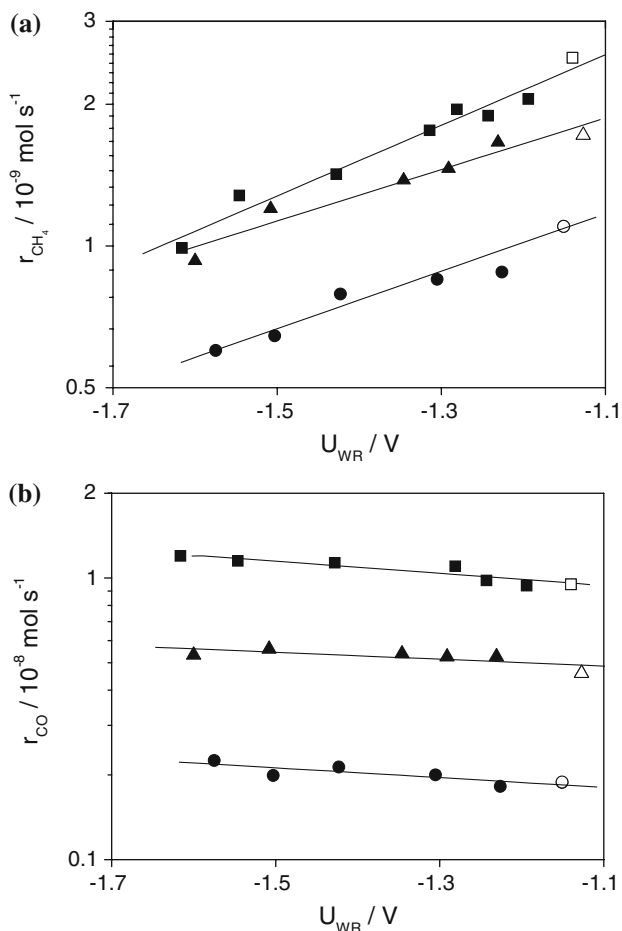 (a)
3
2
1
0.5
r_CH₄ / 10⁻⁹ mol s⁻¹
-1.7 -1.5 -1.3 -1.1
U_WR / V
(b)
2
1
0.1
r_CO / 10⁻⁸ mol s⁻¹
-1.7 -1.5 -1.3 -1.1
U_WR / V